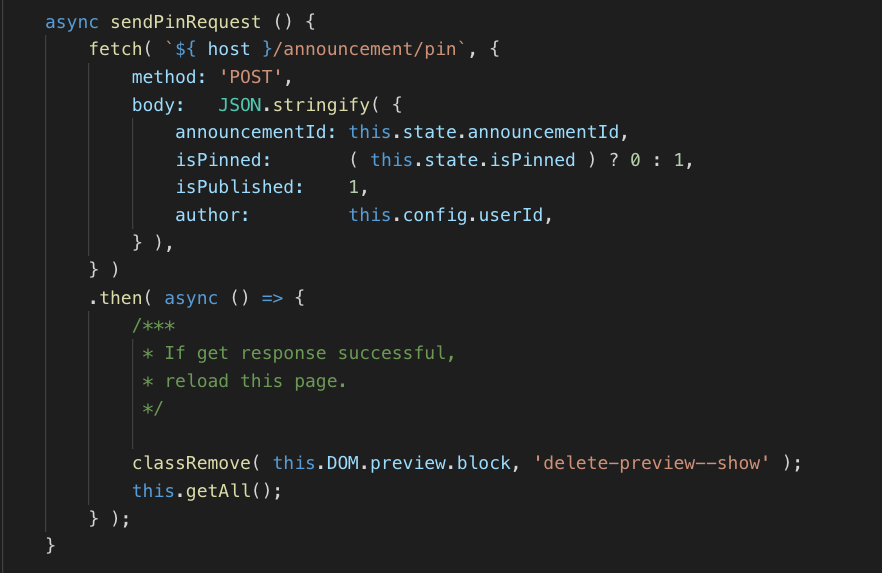 async sendPinRequest () {
    fetch( `${ host }/announcement/pin`, {
        method: 'POST',
        body:   JSON.stringify( {
            announcementId: this.state.announcementId,
            isPinned:       ( this.state.isPinned ) ? 0 : 1,
            isPublished:    1,
            author:         this.config.userId,
        } ),
    } )
    .then( async () => {
        /***
         * If get response successful,
         * reload this page.
         */

        classRemove( this.DOM.preview.block, 'delete-preview--show' );
        this.getAll();
    } );
}